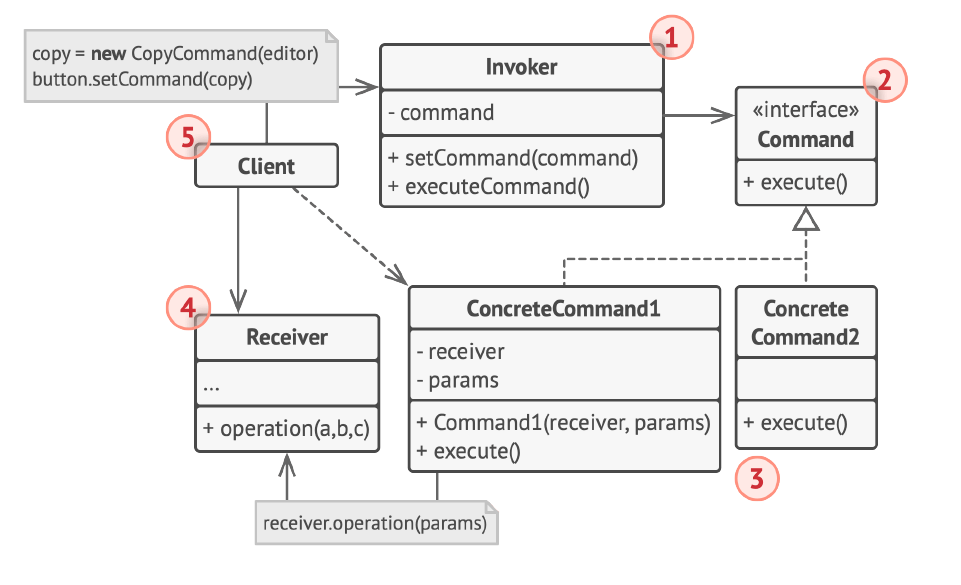 copy = new CopyCommand(editor)
button.setCommand(copy)
1
Invoker
- command
+ setCommand(command)
+ executeCommand()
2
«interface»
Command
+ execute()
5
Client
4
Receiver
...
+ operation(a,b,c)
ConcreteCommand1
- receiver
- params
+ Command1(receiver, params)
+ execute()
Concrete
Command2
+ execute()
3
receiver.operation(params)